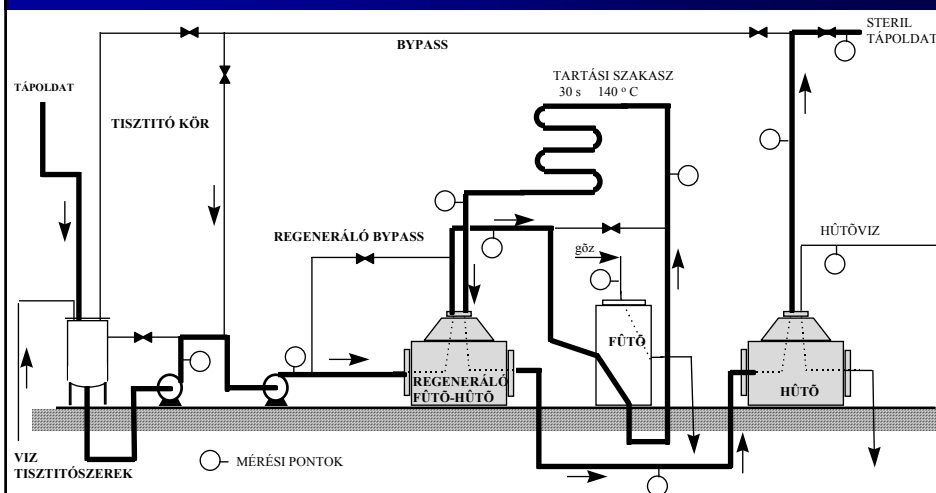 STERIL
TÁPOLDAT
BYPASS
TARTÁSI SZAKASZ
30 s 140 º C
TÁPOLDAT
TISZTITÓ KÖR
REGENERÁLÓ BYPASS
gõz
HÛTÕVIZ
FÛTÕ
REGENERÁLÓ
FÛTÕ-HÛTÕ
HÛTÕ
VIZ
TISZTITÓSZEREK
MÉRÉSI PONTOK